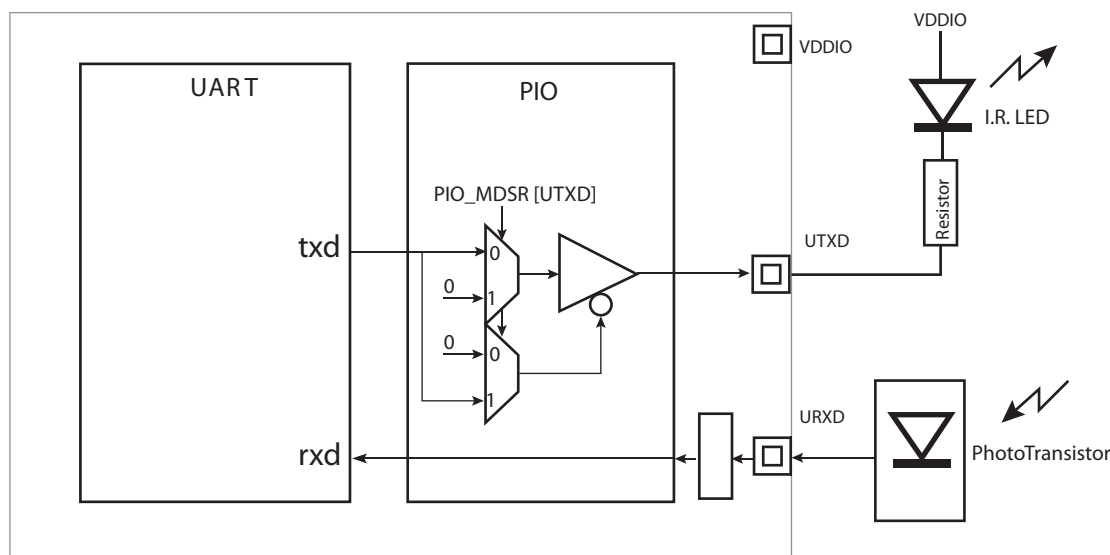 VDDIO
VDDIO
UART
PIO
I.R. LED
PIO_MDSR [UTXD]
Resistor
txd
0
UTXD
0
1
0
0
1
URXD
rxd
PhotoTransistor